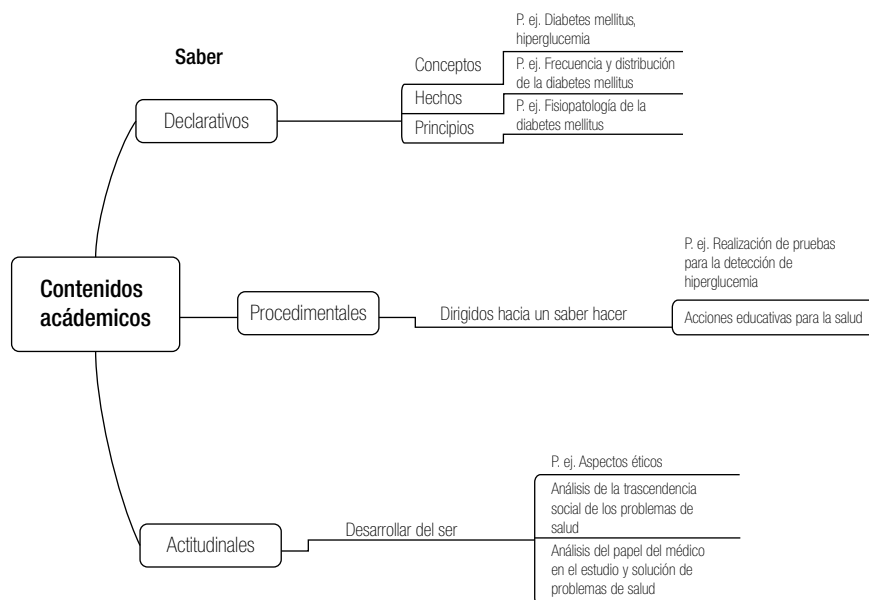 Saber
Declarativos
Conceptos
P. ej. Diabetes mellitus,
hiperglucemia
Hechos
P. ej. Frecuencia y distribución
de la diabetes mellitus
Principios
P. ej. Fisiopatología de la
diabetes mellitus
Contenidos
acádemicos
Procedimentales
Dirigidos hacia un saber hacer
P. ej. Realización de pruebas
para la detección de
hiperglucemia
Acciones educativas para la salud
Actitudinales
Desarrollar del ser
P. ej. Aspectos éticos
Análisis de la trascendencia
social de los problemas de
salud
Análisis del papel del médico
en el estudio y solución de
problemas de salud